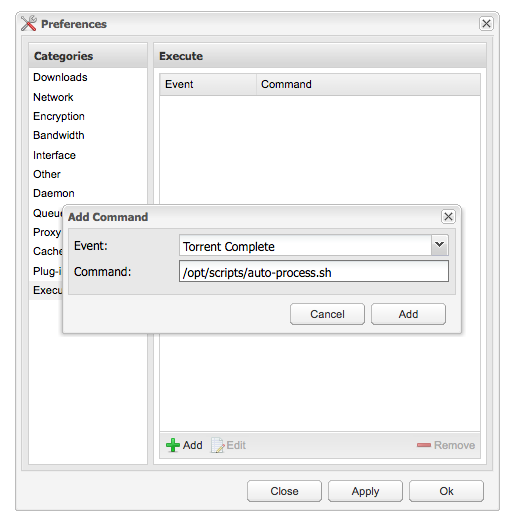 Preferences
Categories
Execute
Downloads
Event Command
Network
Encryption
Bandwidth
Interface
Other
Daemon
Queu
Add Command
Proxy
Event: Torrent Complete
Cache
Command: /opt/scripts/auto-process.sh
Plug-i
Execu
Cancel Add
Add Edit Remove
Close Apply Ok